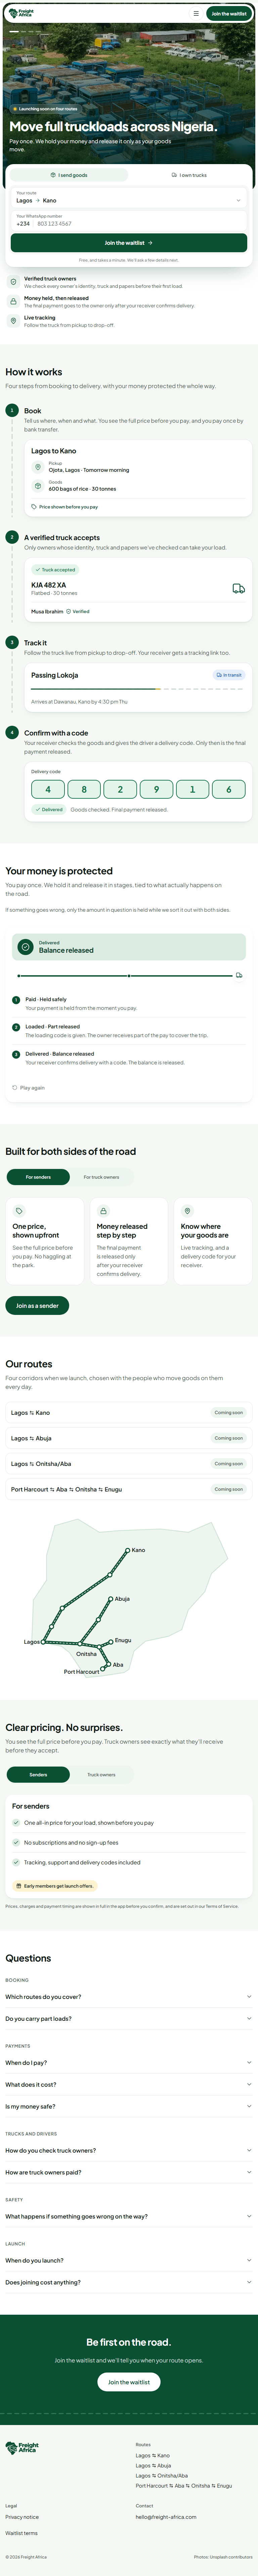 Freight
Africa
Join the waitlist
Launching soon on four routes
Move full truckloads across Nigeria.
Pay once. We hold your money and release it only as your goods
move.
I send goods
I own trucks
Your route
Lagos → Kano
Your WhatsApp number
+234 803 123 4567
Join the waitlist →
Free, and takes a minute. We'll ask a few details next.
Verified truck owners
We check every owner's identity, truck and papers before their first load.
Money held, then released
The final payment goes to the owner only after your receiver confirms delivery.
Live tracking
Follow the truck from pickup to drop-off.
How it works
Four steps from booking to delivery, with your money protected the whole way.
1
Book
Tell us where, when and what. You see the full price before you pay, and you pay once by
bank transfer.
Lagos to Kano
Pickup
Ojota, Lagos · Tomorrow morning
Goods
600 bags of rice · 30 tonnes
Price shown before you pay
2
A verified truck accepts
Only owners whose identity, truck and papers we've checked can take your load.
Truck accepted
KJA 482 XA
Flatbed · 30 tonnes
Musa Ibrahim Verified
3
Track it
Follow the truck live from pickup to drop-off. Your receiver gets a tracking link too.
Passing Lokoja
In transit
Arrives at Dawanau, Kano by 4:30 pm Thu
4
Confirm with a code
Your receiver checks the goods and gives the driver a delivery code. Only then is the final
payment released.
Delivery code
4 8 2 9 1 6
Delivered
Goods checked. Final payment released.
Your money is protected
You pay once. We hold it and release it in stages, tied to what actually happens on
the road.
If something goes wrong, only the amount in question is held while we sort it out with both sides.
Delivered
Balance released
1
Paid · Held safely
Your payment is held from the moment you pay.
2
Loaded · Part released
The loading code is given. The owner receives part of the pay to cover the trip.
3
Delivered · Balance released
Your receiver confirms delivery with a code. The balance is released.
Play again
Built for both sides of the road
For senders
For truck owners
One price,
shown upfront
See the full price before
you pay. No haggling at
the park.
Money released
step by step
The final payment
is released only
after your receiver
confirms delivery.
Know where
your goods are
Live tracking, and a
delivery code for your
receiver.
Join as a sender
Our routes
Four corridors when we launch, chosen with the people who move goods on them
every day.
Lagos ⇆ Kano
Coming soon
Lagos ⇆ Abuja
Coming soon
Lagos ⇆ Onitsha/Aba
Coming soon
Port Harcourt ⇆ Aba ⇆ Onitsha ⇆ Enugu
Coming soon
Kano
Abuja
Lagos
Enugu
Onitsha
Aba
Port Harcourt
Clear pricing. No surprises.
You see the full price before you pay. Truck owners see exactly what they'll receive
before they accept.
Senders
Truck owners
For senders
One all-in price for your load, shown before you pay
No subscriptions and no sign-up fees
Tracking, support and delivery codes included
Early members get launch offers.
Prices, charges and payment timing are shown in full in the app before you confirm, and are set out in our Terms of Service.
Questions
BOOKING
Which routes do you cover?
Do you carry part loads?
PAYMENTS
When do I pay?
What does it cost?
Is my money safe?
TRUCKS AND DRIVERS
How do you check truck owners?
How are truck owners paid?
SAFETY
What happens if something goes wrong on the way?
LAUNCH
When do you launch?
Does joining cost anything?
Be first on the road.
Join the waitlist and we'll tell you when your route opens.
Join the waitlist
Freight
Africa
Routes
Lagos ⇆ Kano
Lagos ⇆ Abuja
Lagos ⇆ Onitsha/Aba
Port Harcourt ⇆ Aba ⇆ Onitsha ⇆ Enugu
Legal
Privacy notice
Waitlist terms
Contact
hello@freight-africa.com
© 2026 Freight Africa
Photos: Unsplash contributors